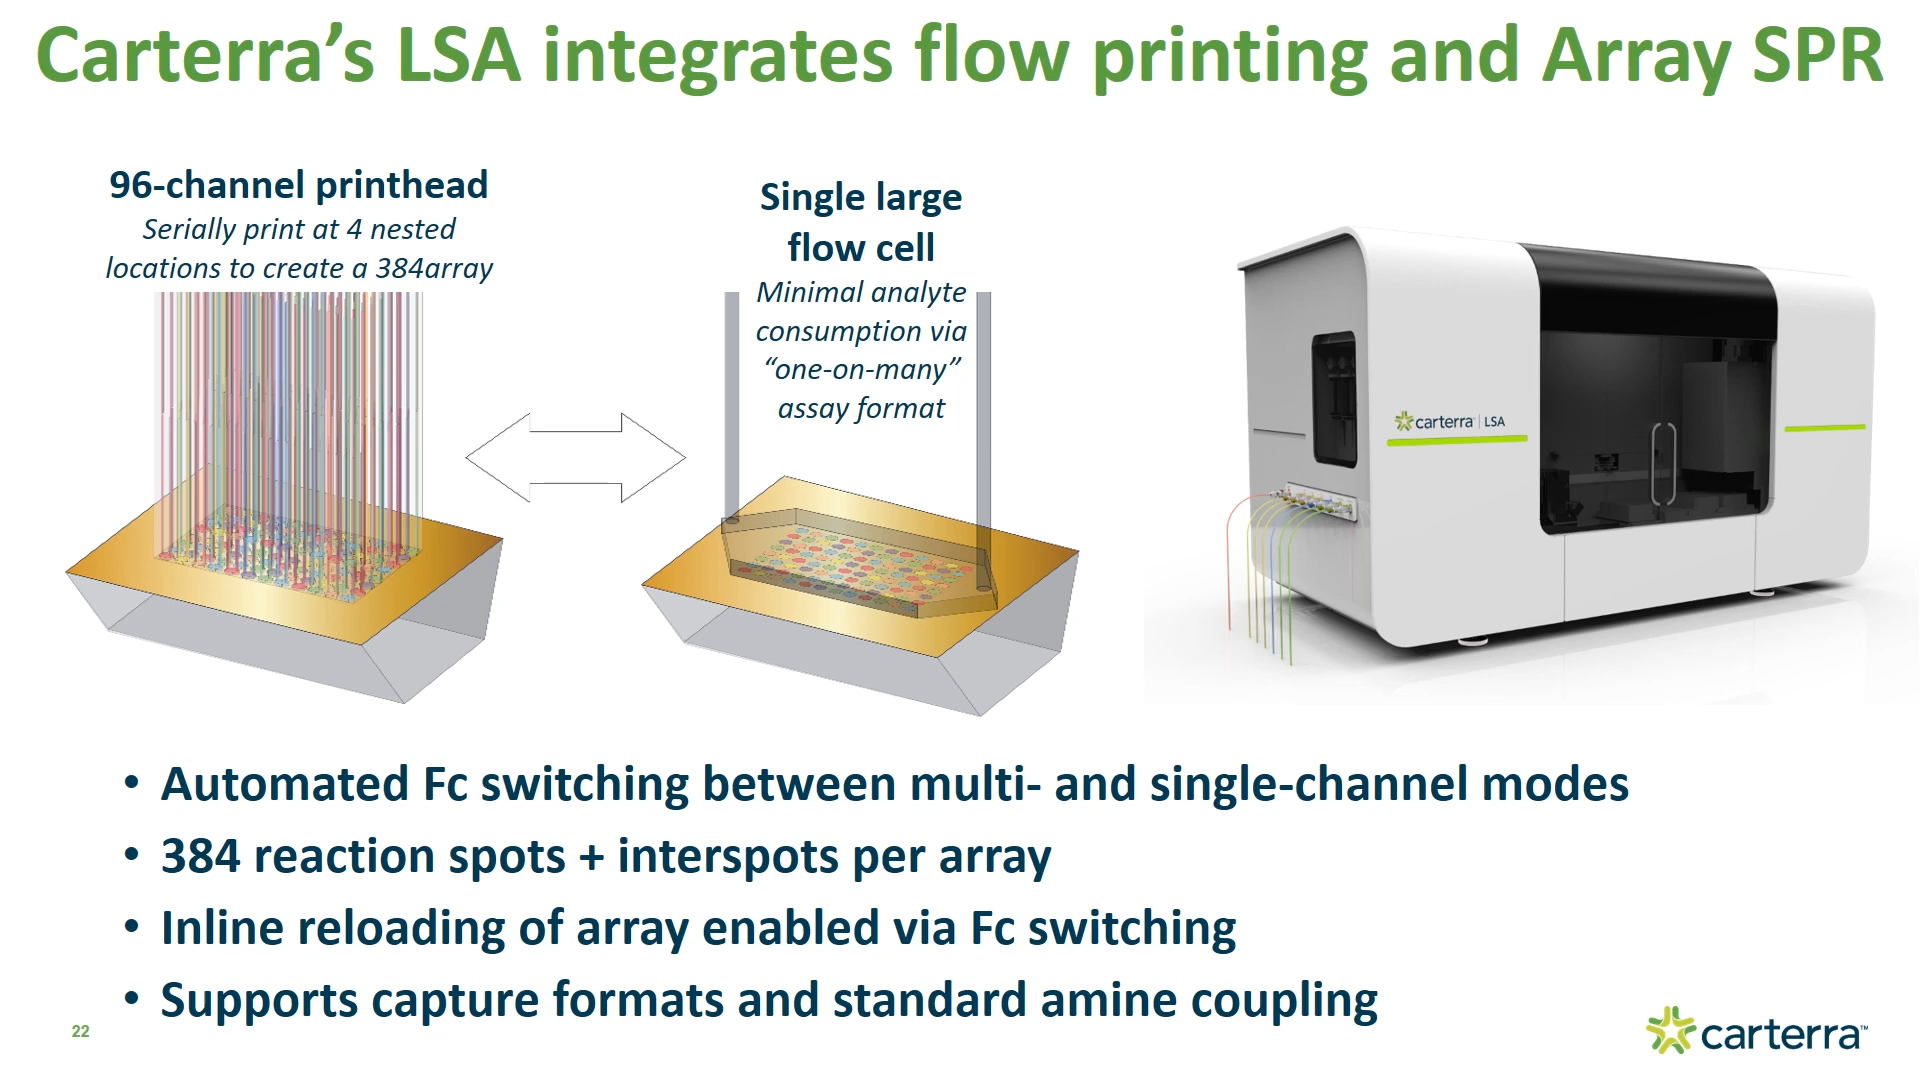 Carterra’s LSA integrates flow printing and Array SPR
96-channel printhead
Serially print at 4 nested
locations to create a 384array
Single large
flow cell
Minimal analyte
consumption via
“one-on-many”
assay format
carterra | LSA
• Automated Fc switching between multi- and single-channel modes
• 384 reaction spots + interspots per array
• Inline reloading of array enabled via Fc switching
• Supports capture formats and standard amine coupling
22
carterra™